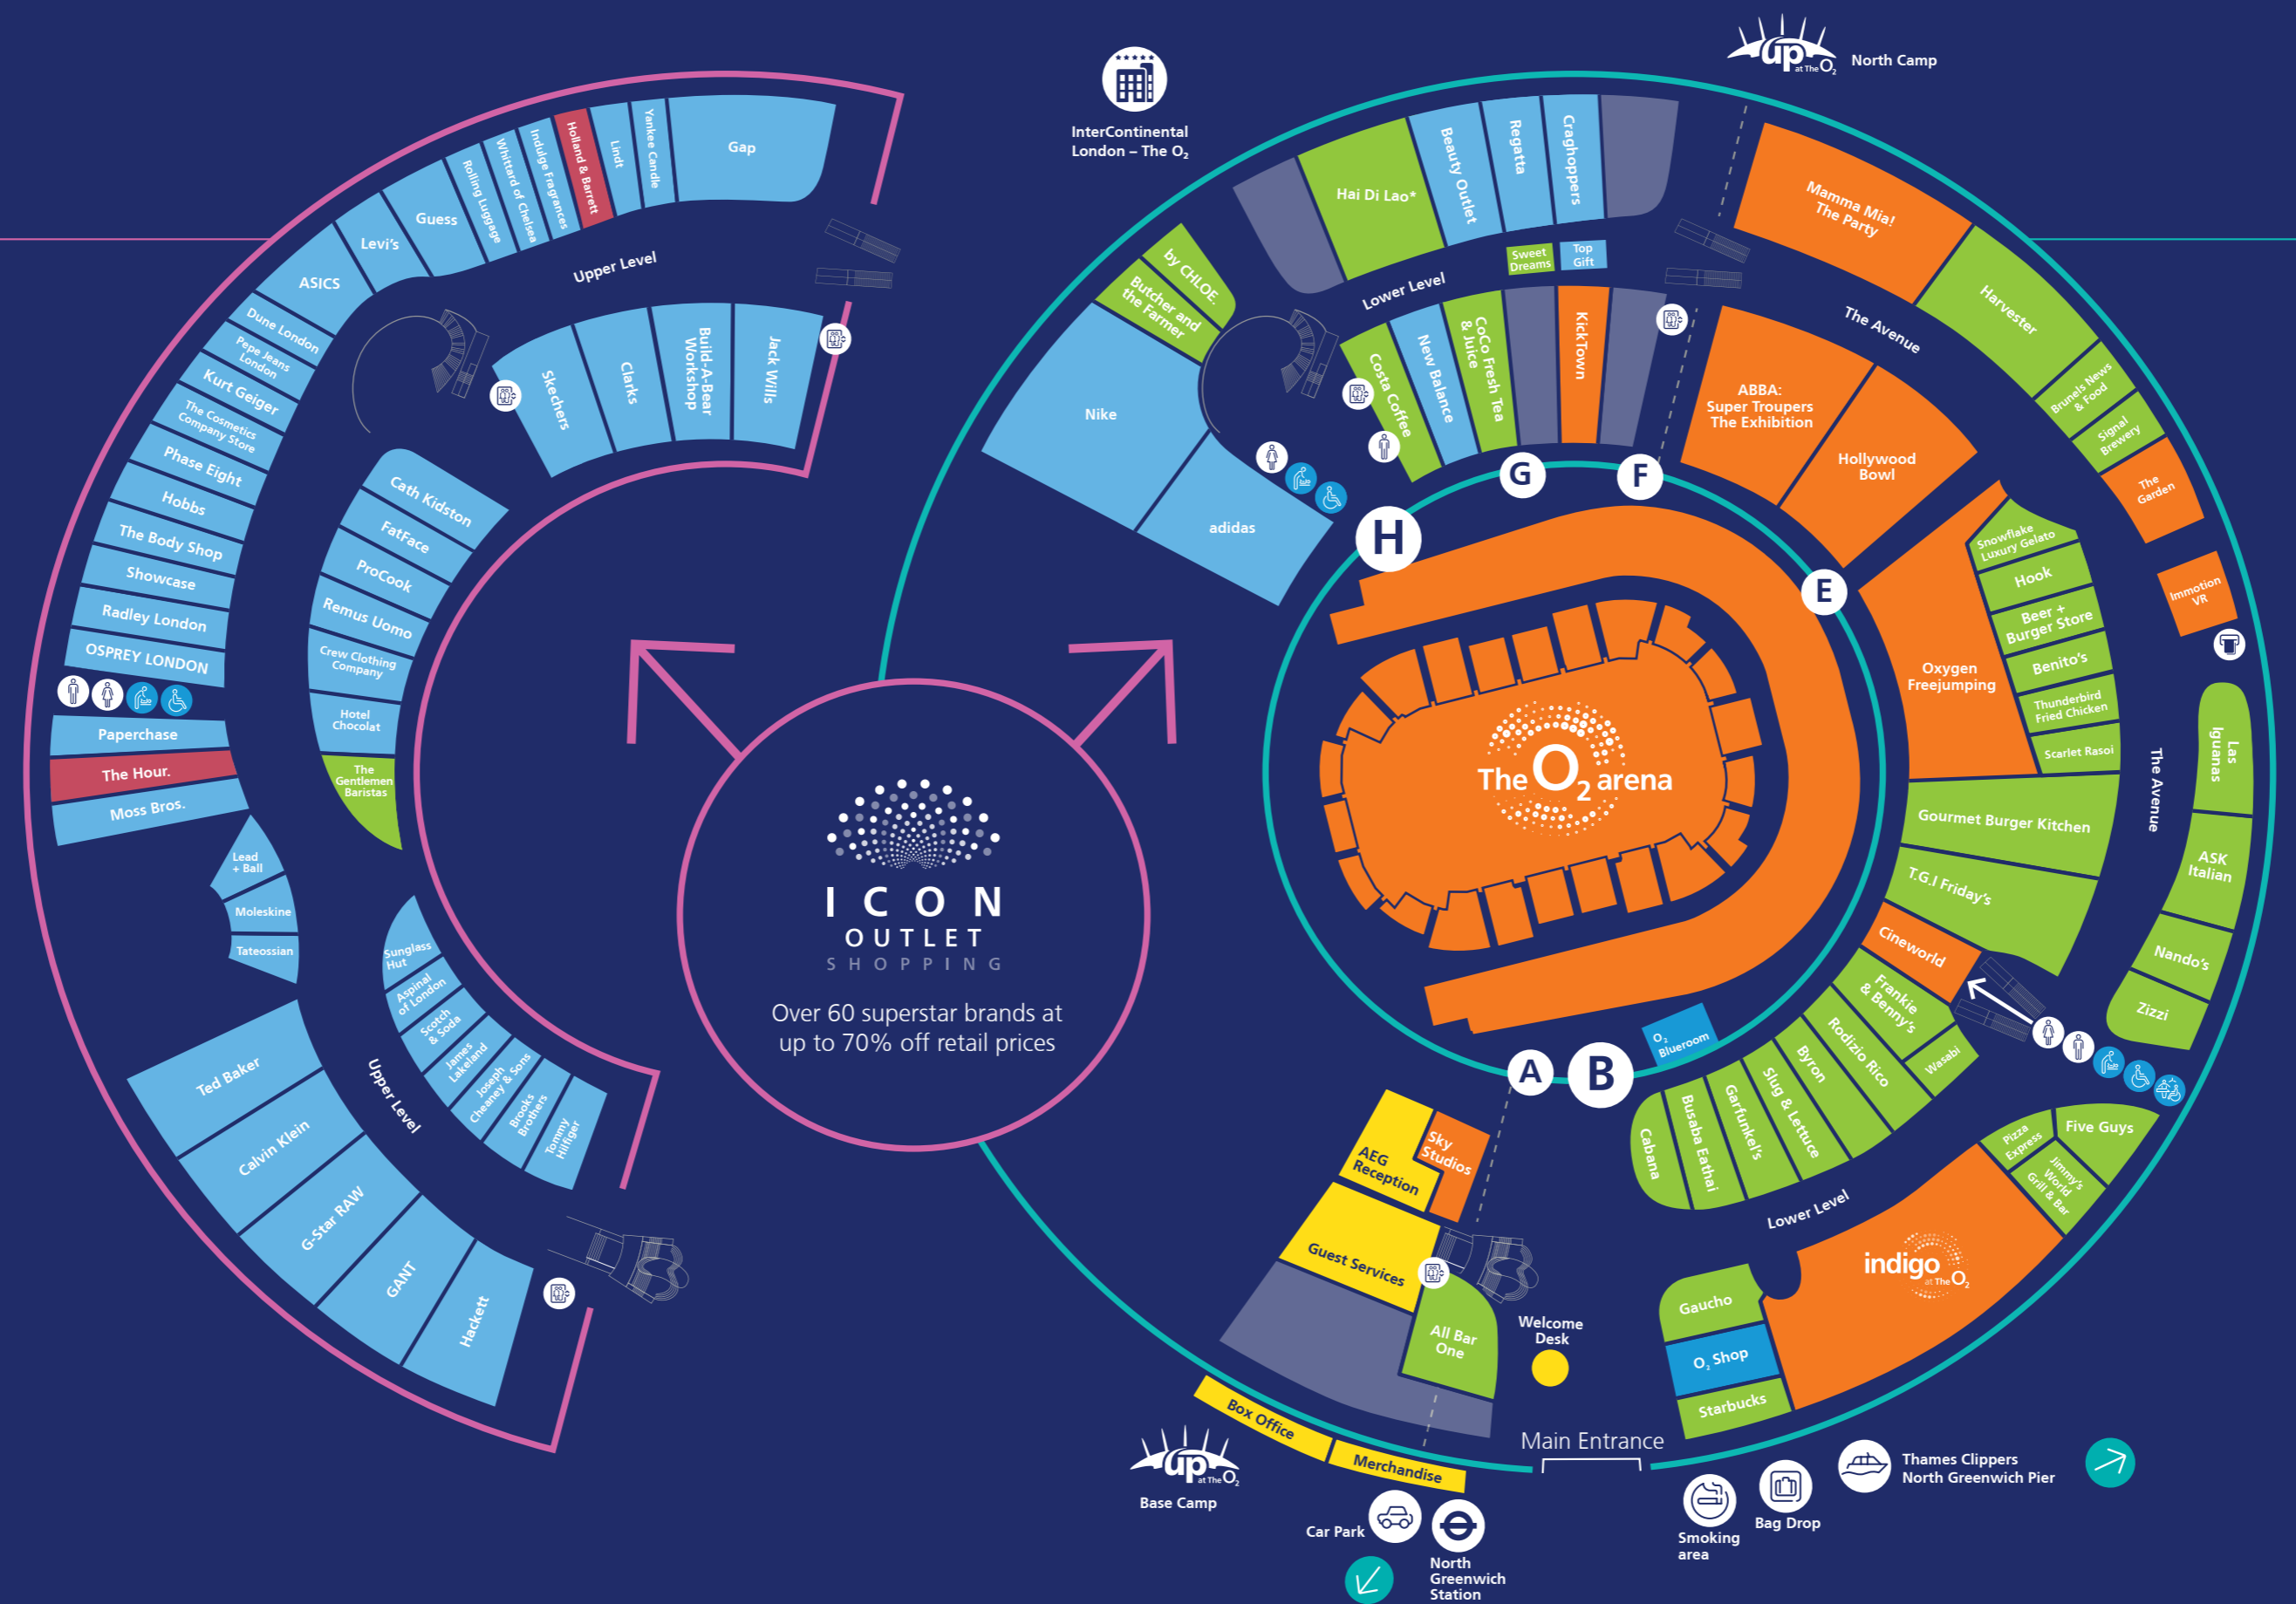 Gap
Yankee Candle
Lindt
Holland & Barrett
Indulge Fragrances
Whittard of Chelsea
Rolling Luggage
Guess
Levi's
ASICS
Dune London
Pepe Jeans
London
Kurt Geiger
The Cosmetics
Company Store
Phase Eight
Hobbs
The Body Shop
Showcase
Radley London
OSPREY LONDON
Paperchase
The Hour.
Moss Bros.
Lead
+ Ball
Moleskine
Tateossian
Ted Baker
Calvin Klein
G-Star RAW
GANT
Hackett
Upper Level
Skechers
Clarks
Build-A-Bear
Workshop
Jack Wills
Cath Kidston
FatFace
ProCook
Remus Uomo
Crew Clothing
Company
Hotel
Chocolat
The
Gentlemen
Baristas
Sunglass
Hut
Aspinal
of London
Scotch
& Soda
James
Lakeland
Joseph
Cheaney & Sons
Brooks
Brothers
Tommy
Hilfiger
Upper Level
ICON
OUTLET
SHOPPING
Over 60 superstar brands at
up to 70% off retail prices
InterContinental
London – The O2
up
at The O2
North Camp
Hai Di Lao*
Beauty Outlet
Regatta
Craghoppers
by CHLOE.
Butcher and
the Farmer
Nike
adidas
Lower Level
Sweet
Dreams
Top
Gift
Costa Coffee
New Balance
CoCo Fresh Tea
& Juice
KickTown
Mamma Mia!
The Party
Harvester
The Avenue
ABBA:
Super Troupers
The Exhibition
Hollywood
Bowl
Brunels News
& Food
Signal
Brewery
The
Garden
Immotion
VR
H
G
F
E
Snowflake
Luxury Gelato
Hook
Beer +
Burger Store
Benito's
Thunderbird
Fried Chicken
Scarlet Rasoi
Oxygen
Freejumping
Gourmet Burger Kitchen
T.G.I Friday's
Cineworld
The Avenue
Las
Iguanas
ASK
Italian
Nando's
Zizzi
The O2 arena
A
B
O2
Blueroom
Frankie
& Benny's
Wasabi
Rodizio Rico
Byron
Slug & Lettuce
Garfunkel's
Busaba Eathai
Cabana
Lower Level
Pizza
Express
Five Guys
Jimmy's
World
Grill & Bar
indigo
at The O2
Gaucho
O2 Shop
Starbucks
AEG
Reception
Sky
Studios
Guest Services
All Bar
One
Welcome
Desk
Box Office
Merchandise
Main Entrance
up
at The O2
Base Camp
Car Park
North
Greenwich
Station
Smoking
area
Bag Drop
Thames Clippers
North Greenwich Pier